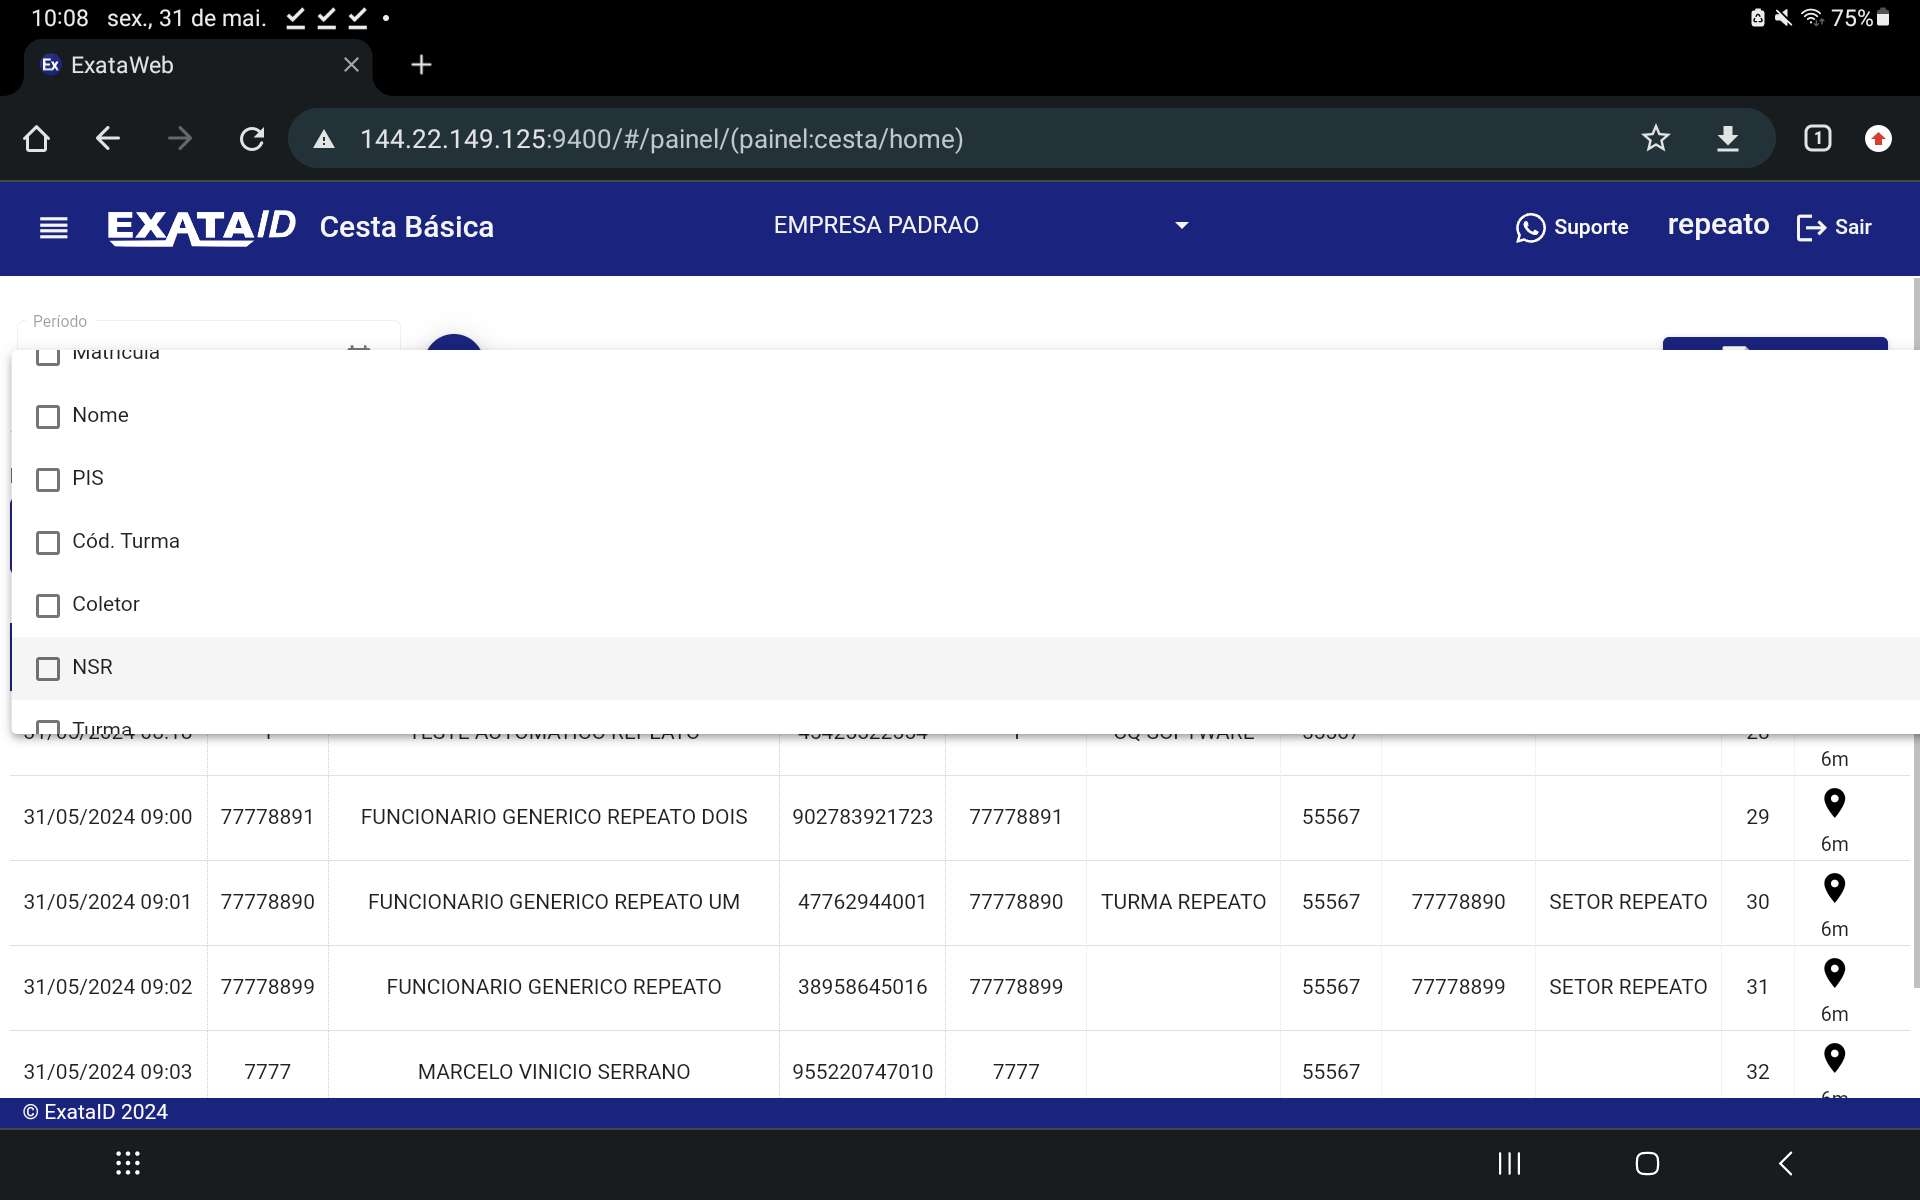 10:08 sex., 31 de mai.
75%
Ex ExataWeb
144.22.149.125:9400/#/painel/(painel:cesta/home)
1
EXATA/D Cesta Básica
EMPRESA PADRAO
Suporte
repeato
Sair
Período
Matrícula
Nome
PIS
Cód. Turma
Coletor
NSR
Turma
6m
31/05/2024 09:00 77778891 FUNCIONARIO GENERICO REPEATO DOIS 902783921723 77778891 55567 29
6m
31/05/2024 09:01 77778890 FUNCIONARIO GENERICO REPEATO UM 47762944001 77778890 TURMA REPEATO 55567 77778890 SETOR REPEATO 30
6m
31/05/2024 09:02 77778899 FUNCIONARIO GENERICO REPEATO 38958645016 77778899 55567 77778899 SETOR REPEATO 31
6m
31/05/2024 09:03 7777 MARCELO VINICIO SERRANO 955220747010 7777 55567 32
© ExataID 2024